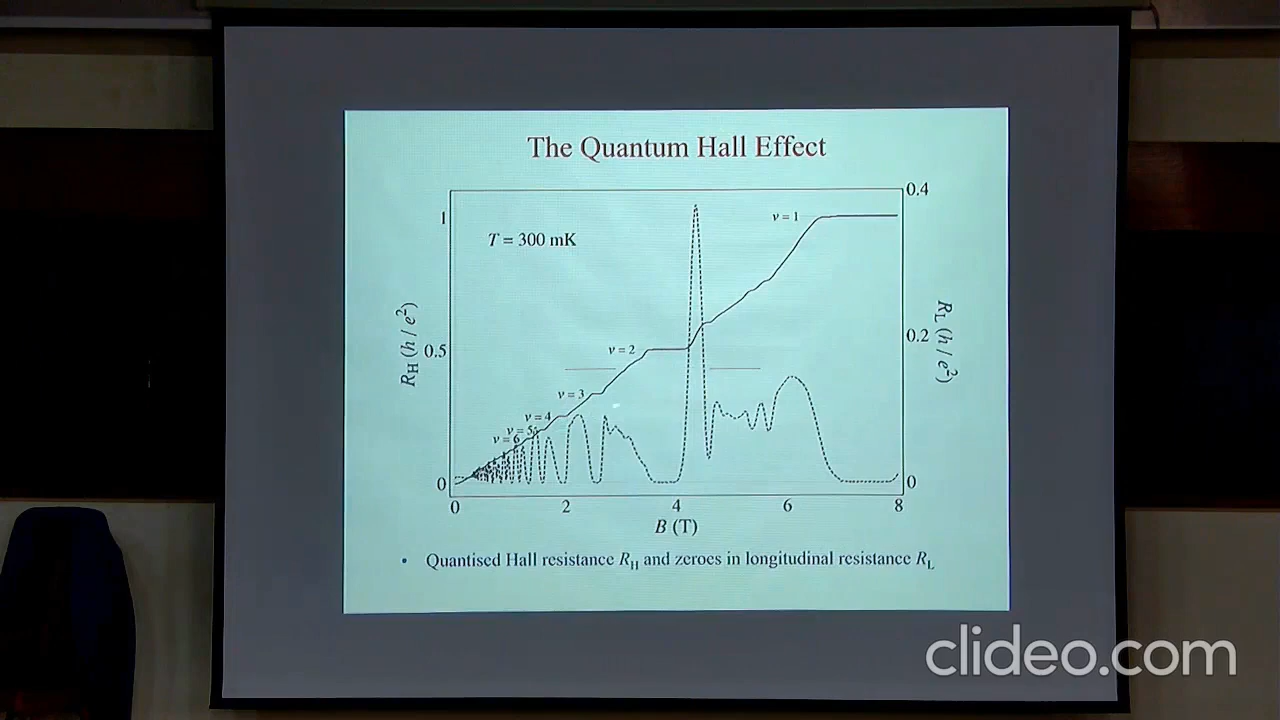 The Quantum Hall Effect
0.4
1
ν = 1
T = 300 mK
R_H (h / e²)
R_L (h / e²)
0.5
ν = 2
0.2
ν = 3
ν = 4
ν = 5
ν = 6
0
0
0 2 4 6 8
B (T)
• Quantised Hall resistance R_H and zeroes in longitudinal resistance R_L
clideo.com